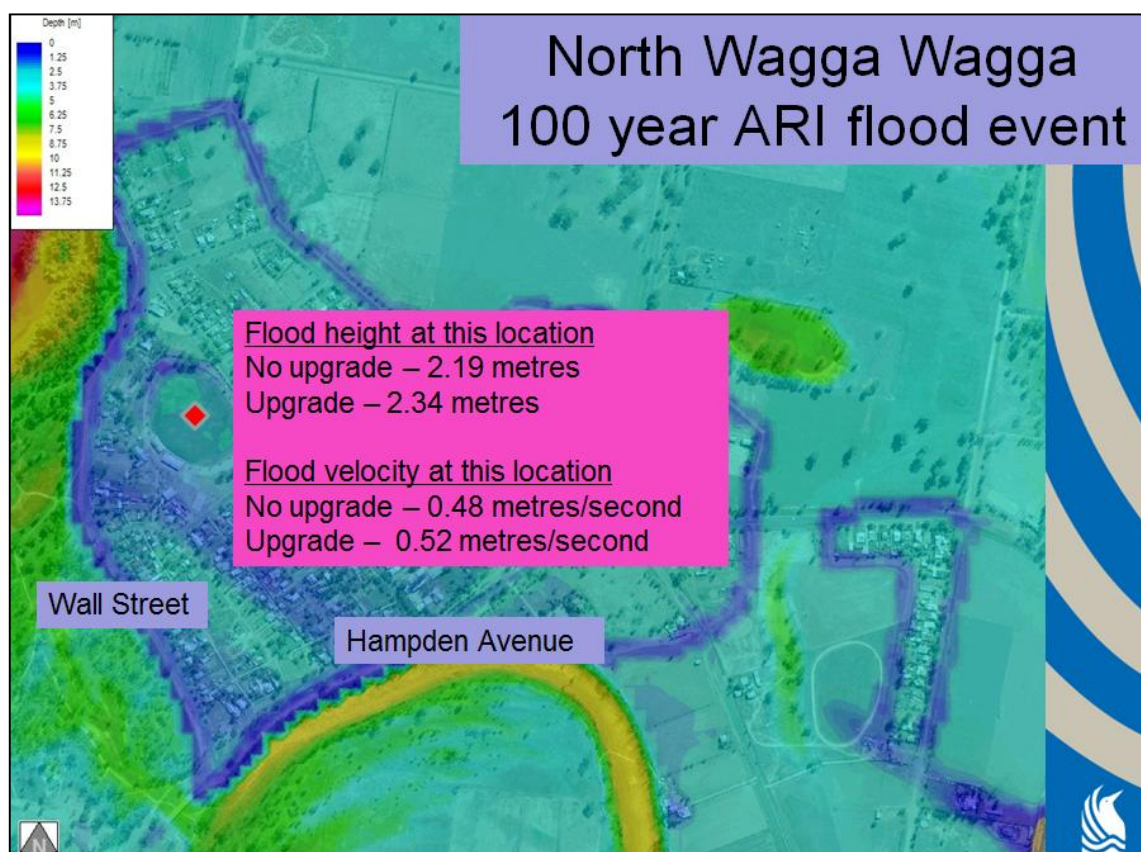 Depth [m]
0
1.25
2.5
3.75
5
6.25
7.5
8.75
10
11.25
12.5
13.75
North Wagga Wagga
100 year ARI flood event
Flood height at this location
No upgrade – 2.19 metres
Upgrade – 2.34 metres
Flood velocity at this location
No upgrade – 0.48 metres/second
Upgrade – 0.52 metres/second
Wall Street
Hampden Avenue
N